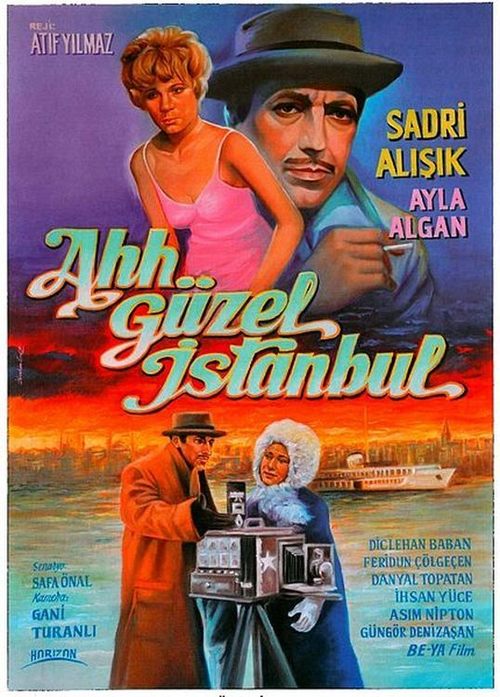 REJİ:
ATIF YILMAZ
SADRİ
ALIŞIK
AYLA
ALGAN
Ahh
Güzel
İstanbul
Senaryo:
SAFA ÖNAL
Kamera:
GANİ
TURANLI
HORIZON
DİCLEHAN BABAN
FERİDUN ÇÖLGEÇEN
DANYAL TOPATAN
İHSAN YÜCE
ASIM NİPTON
GÜNGÖR DENİZAŞAN
BE-YA Film